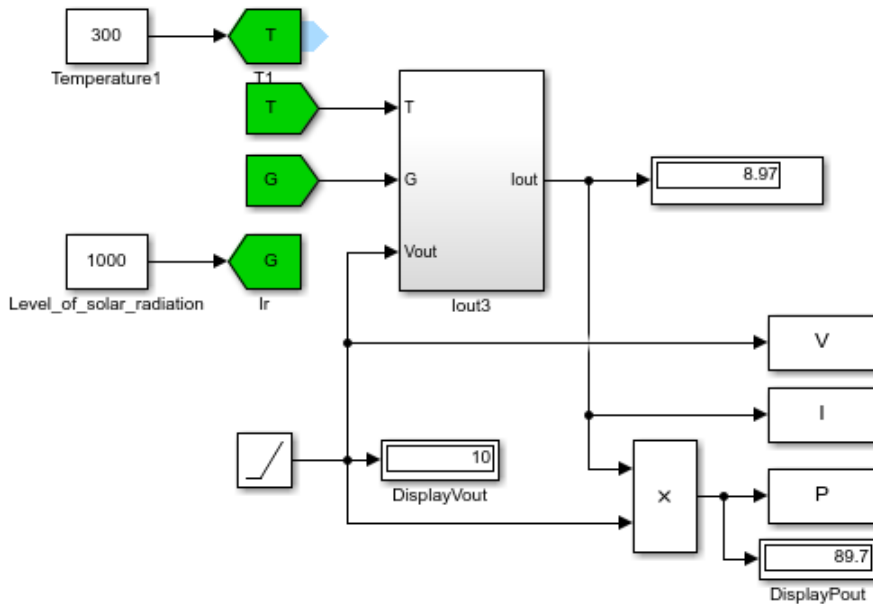 300
T
Temperature1
T1
T
T
G
G
Iout
8.97
Vout
1000
G
Level_of_solar_radiation
Ir
Iout3
V
I
10
DisplayVout
×
P
89.7
DisplayPout